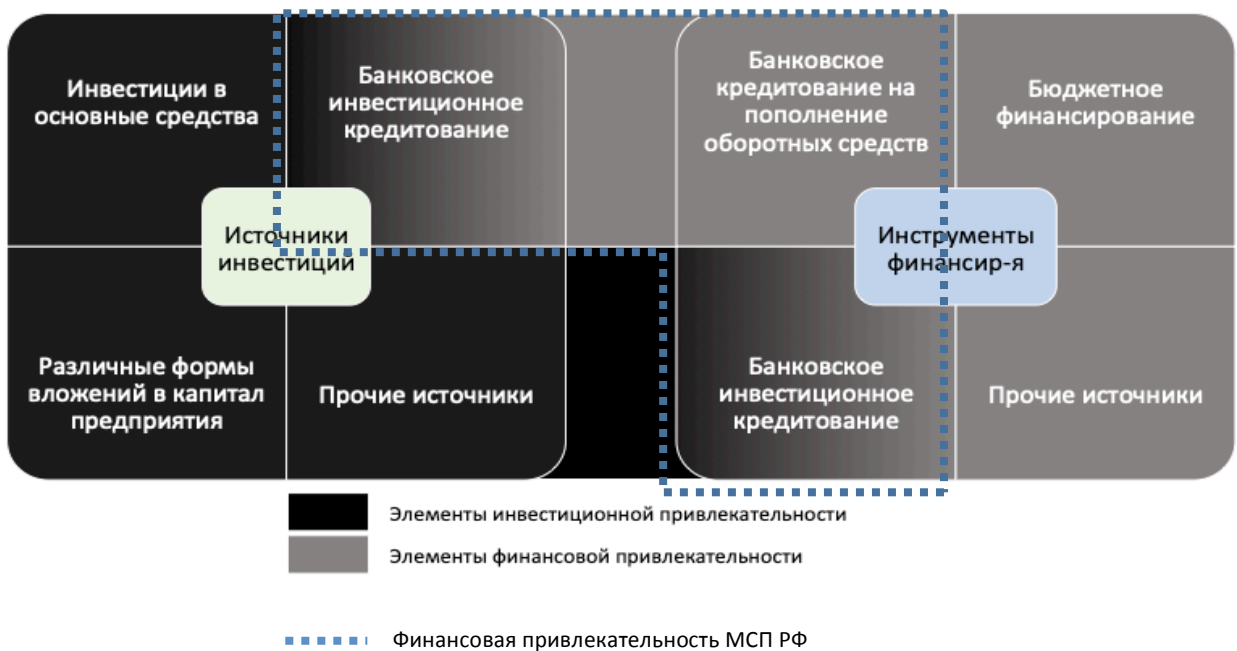 Инвестиции в
основные средства
Банковское
инвестиционное
кредитование
Банковское
кредитование на
пополнение
оборотных средств
Бюджетное
финансирование
Источники
инвестиций
Инструменты
финансир-я
Различные формы
вложений в капитал
предприятия
Прочие источники
Банковское
инвестиционное
кредитование
Прочие источники
Элементы инвестиционной привлекательности
Элементы финансовой привлекательности
Финансовая привлекательность МСП РФ